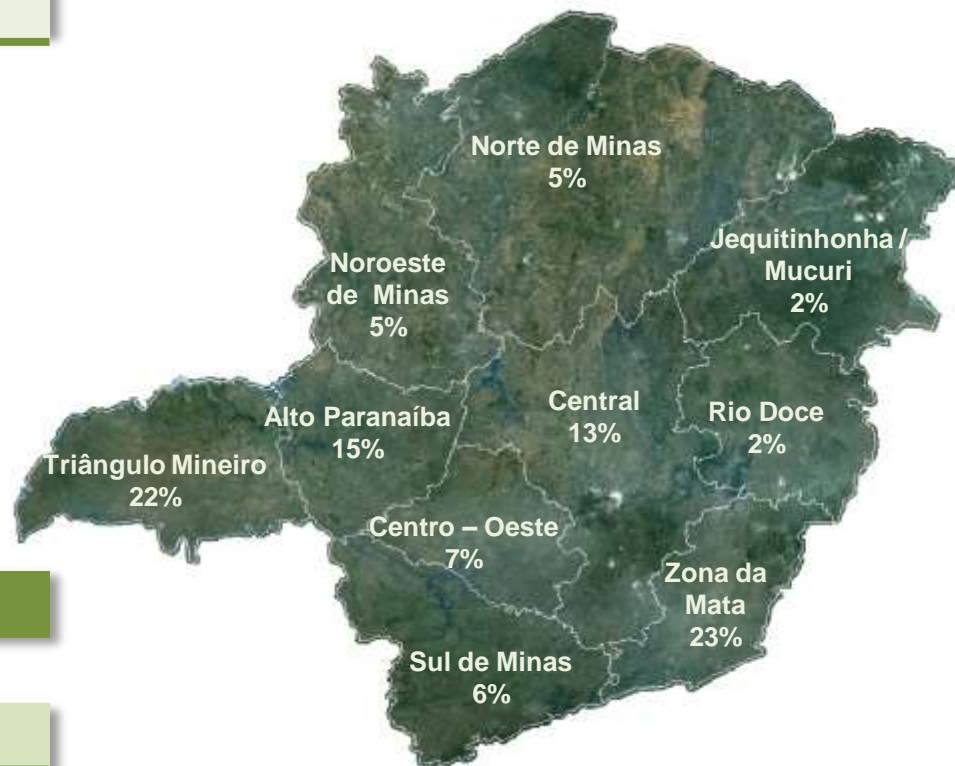 Norte de Minas
5%
Jequitinhonha /
Mucuri
2%
Noroeste
de Minas
5%
Central
13%
Rio Doce
2%
Alto Paranaíba
15%
Triângulo Mineiro
22%
Centro – Oeste
7%
Zona da
Mata
23%
Sul de Minas
6%